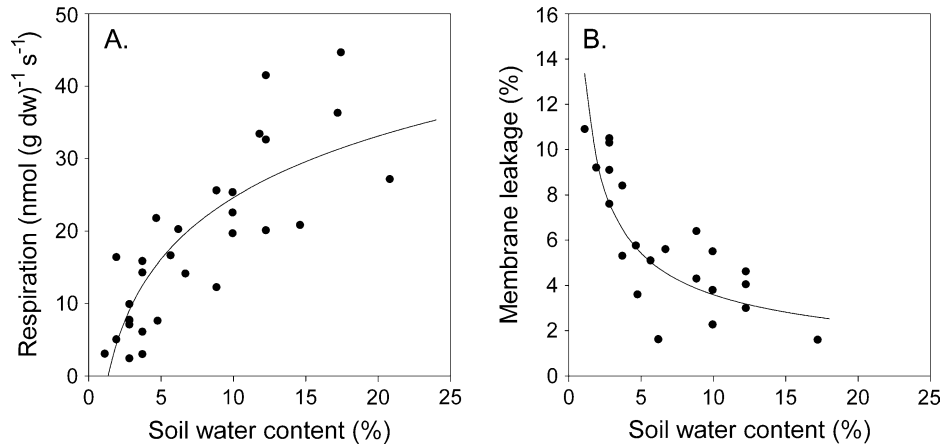 A.
Respiration (nmol (g dw)⁻¹ s⁻¹)
50
40
30
20
10
0
0 5 10 15 20 25
Soil water content (%)
B.
Membrane leakage (%)
16
14
12
10
8
6
4
2
0
0 5 10 15 20 25
Soil water content (%)